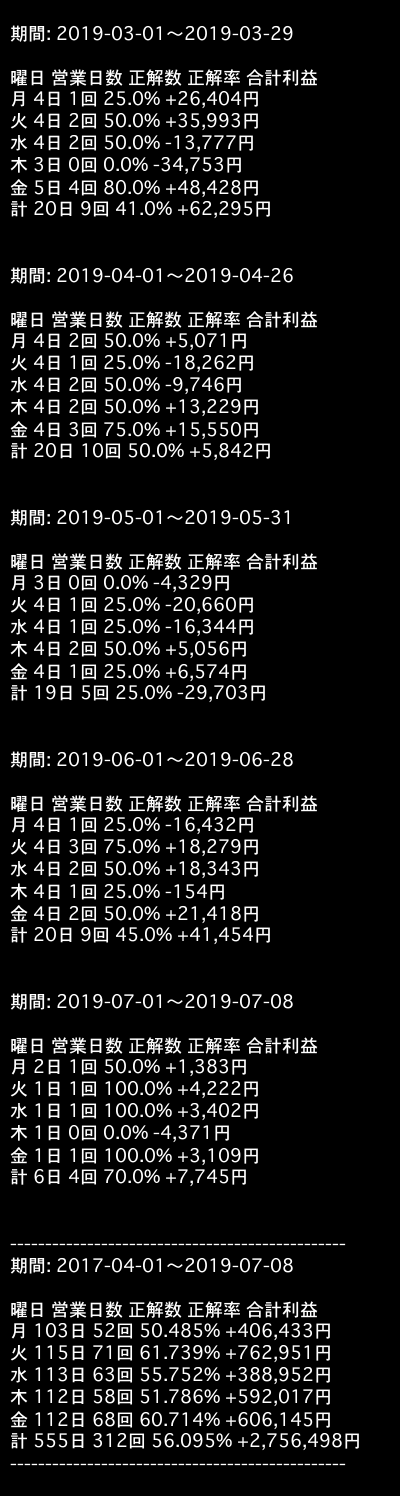 期間: 2019-03-01〜2019-03-29
曜日 営業日数 正解数 正解率 合計利益
月 4日 1回 25.0% +26,404円
火 4日 2回 50.0% +35,993円
水 4日 2回 50.0% -13,777円
木 3日 0回 0.0% -34,753円
金 5日 4回 80.0% +48,428円
計 20日 9回 41.0% +62,295円
期間: 2019-04-01〜2019-04-26
曜日 営業日数 正解数 正解率 合計利益
月 4日 2回 50.0% +5,071円
火 4日 1回 25.0% -18,262円
水 4日 2回 50.0% -9,746円
木 4日 2回 50.0% +13,229円
金 4日 3回 75.0% +15,550円
計 20日 10回 50.0% +5,842円
期間: 2019-05-01〜2019-05-31
曜日 営業日数 正解数 正解率 合計利益
月 3日 0回 0.0% -4,329円
火 4日 1回 25.0% -20,660円
水 4日 1回 25.0% -16,344円
木 4日 2回 50.0% +5,056円
金 4日 1回 25.0% +6,574円
計 19日 5回 25.0% -29,703円
期間: 2019-06-01〜2019-06-28
曜日 営業日数 正解数 正解率 合計利益
月 4日 1回 25.0% -16,432円
火 4日 3回 75.0% +18,279円
水 4日 2回 50.0% +18,343円
木 4日 1回 25.0% -154円
金 4日 2回 50.0% +21,418円
計 20日 9回 45.0% +41,454円
期間: 2019-07-01〜2019-07-08
曜日 営業日数 正解数 正解率 合計利益
月 2日 1回 50.0% +1,383円
火 1日 1回 100.0% +4,222円
水 1日 1回 100.0% +3,402円
木 1日 0回 0.0% -4,371円
金 1日 1回 100.0% +3,109円
計 6日 4回 70.0% +7,745円
------------------------------------------------
期間: 2017-04-01〜2019-07-08
曜日 営業日数 正解数 正解率 合計利益
月 103日 52回 50.485% +406,433円
火 115日 71回 61.739% +762,951円
水 113日 63回 55.752% +388,952円
木 112日 58回 51.786% +592,017円
金 112日 68回 60.714% +606,145円
計 555日 312回 56.095% +2,756,498円
------------------------------------------------